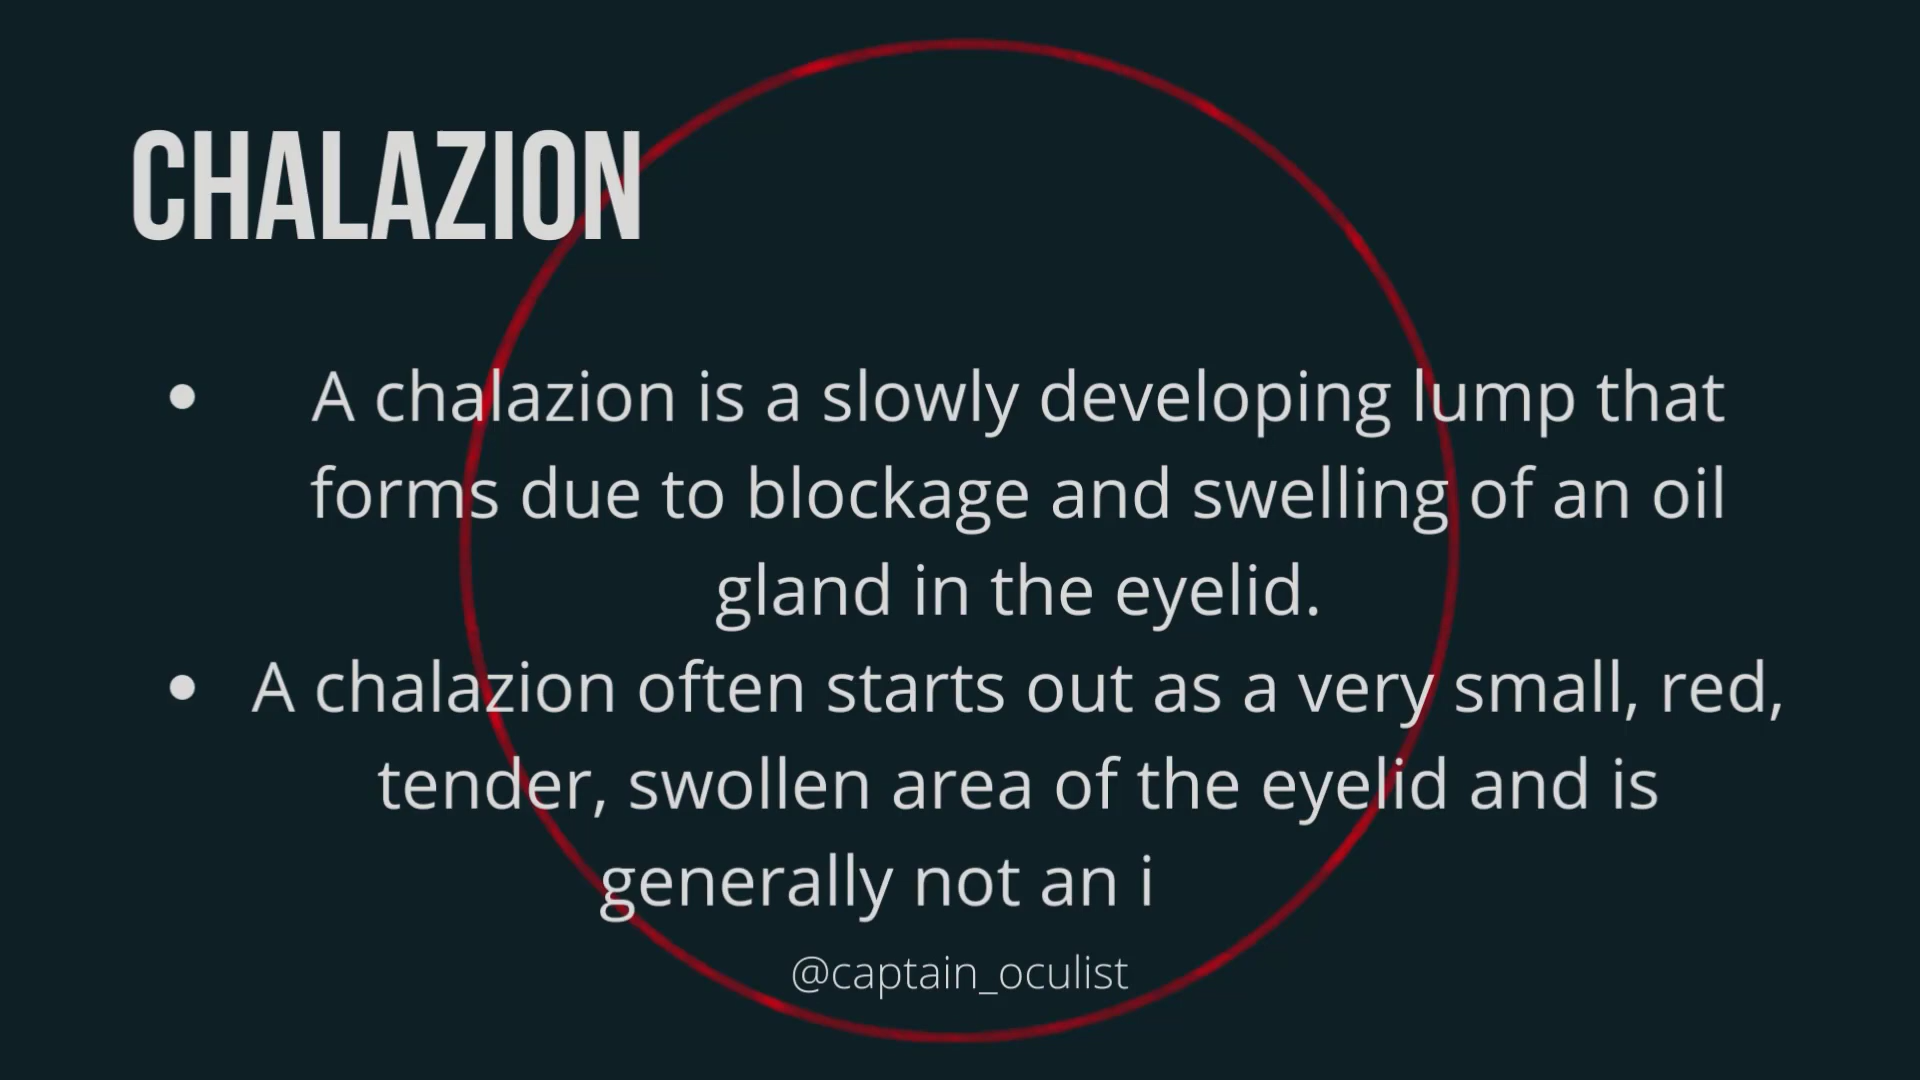 CHALAZION
• A chalazion is a slowly developing lump that
forms due to blockage and swelling of an oil
gland in the eyelid.
• A chalazion often starts out as a very small, red,
tender, swollen area of the eyelid and is
generally not an i
@captain_oculist